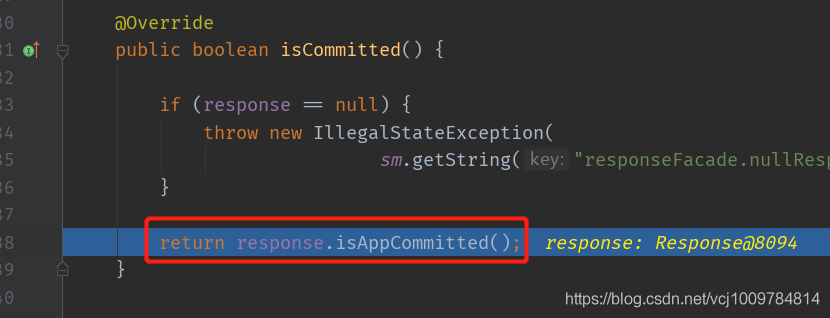 30 @Override
31 public boolean isCommitted() {
32
33 if (response == null) {
34 throw new IllegalStateException(
35 sm.getString( key: "responseFacade.nullResp
36 }
37
38 return response.isAppCommitted(); response: Response@8094
39 }
40
https://blog.csdn.net/vcj1009784814